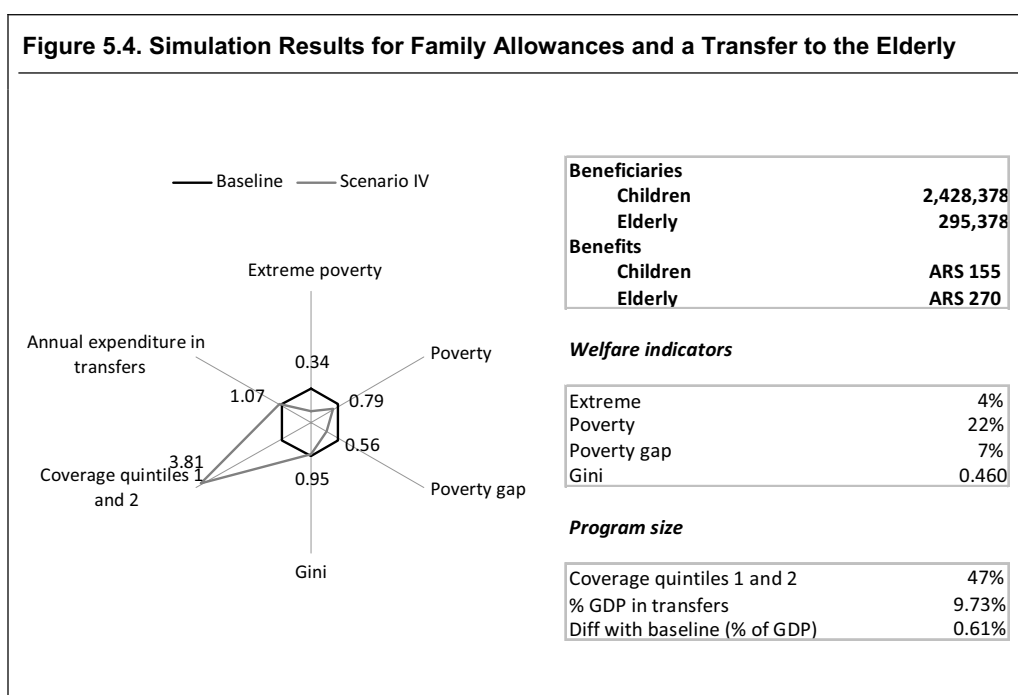 Figure 5.4. Simulation Results for Family Allowances and a Transfer to the Elderly
Baseline Scenario IV
Extreme poverty
Annual expenditure in
transfers
Poverty
0.34
1.07
0.79
3.81
0.56
Coverage quintiles 1
and 2
0.95
Poverty gap
Gini
Beneficiaries
Children 2,428,378
Elderly 295,378
Benefits
Children ARS 155
Elderly ARS 270
Welfare indicators
Extreme 4%
Poverty 22%
Poverty gap 7%
Gini 0.460
Program size
Coverage quintiles 1 and 2 47%
% GDP in transfers 9.73%
Diff with baseline (% of GDP) 0.61%